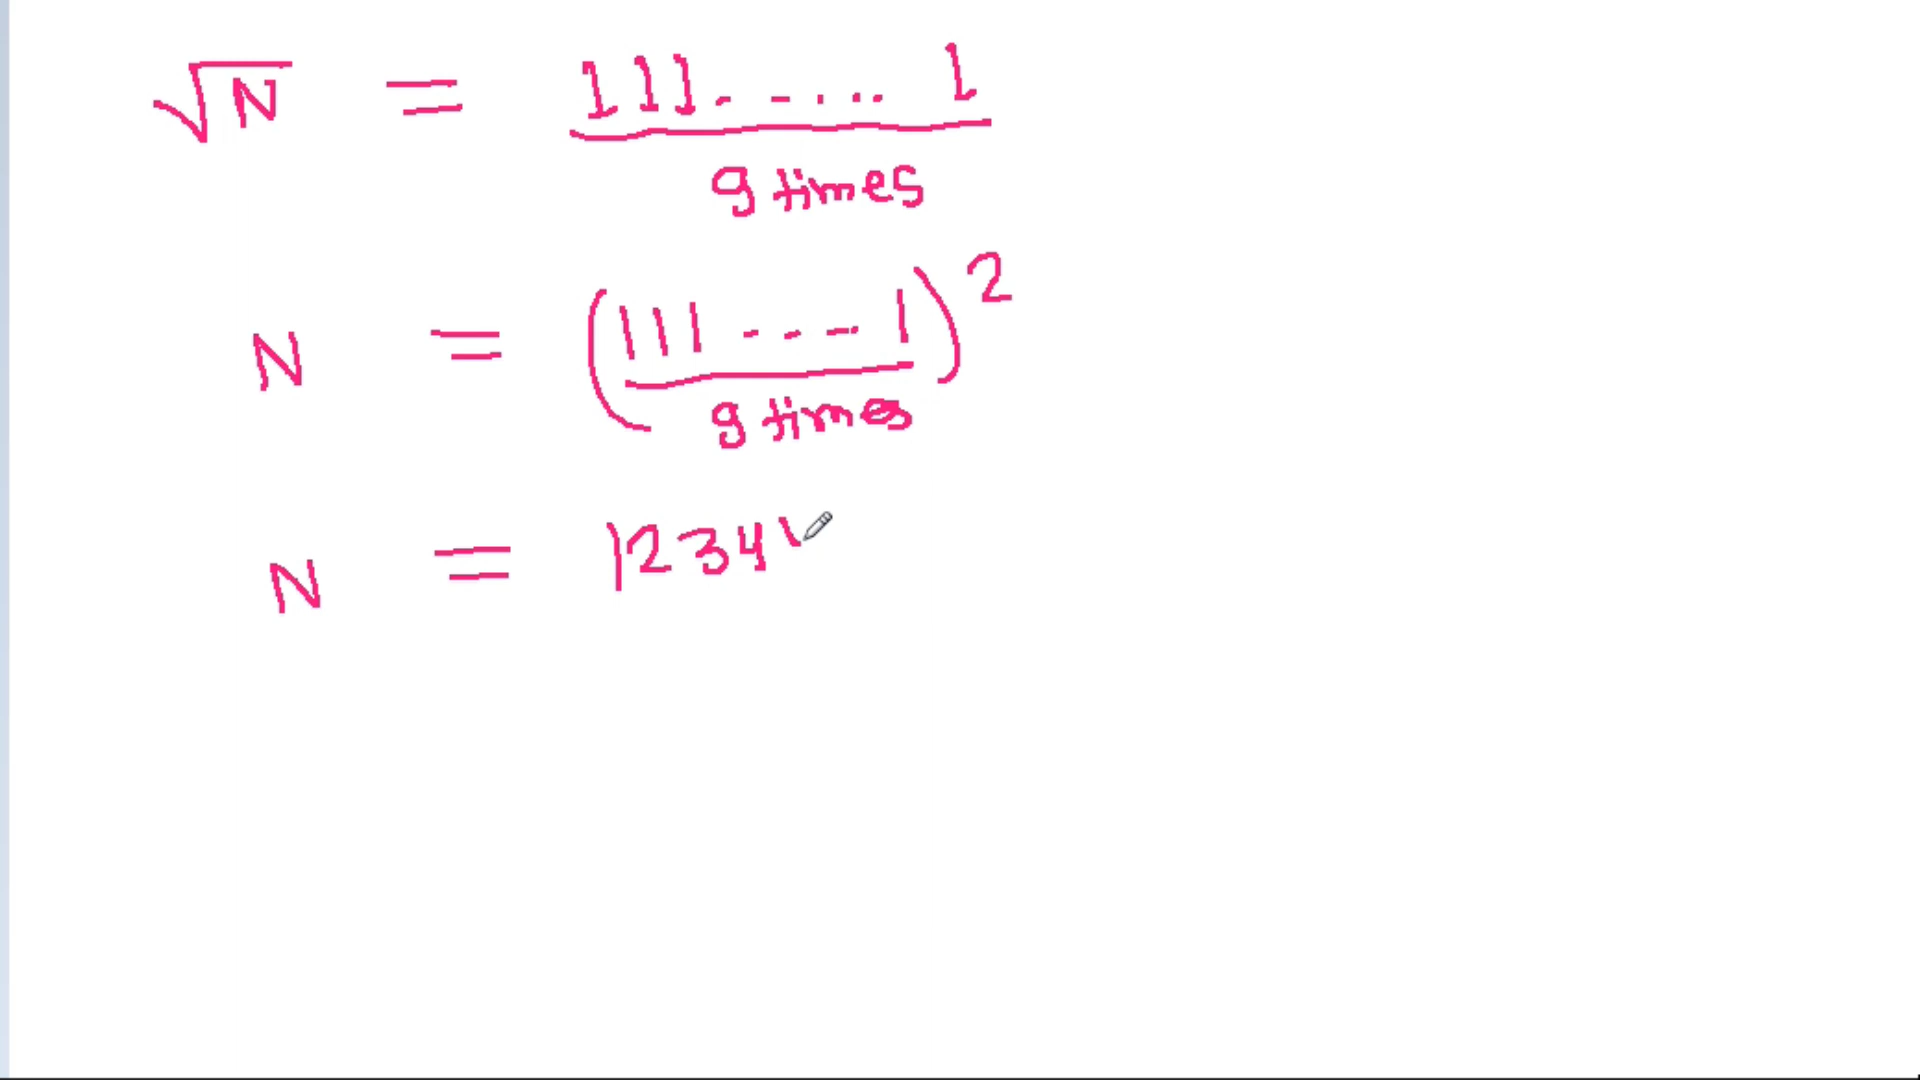 √N = 111. - . .. 1
9 times
N = (111 - - - 1)²
9 times
N = 1234